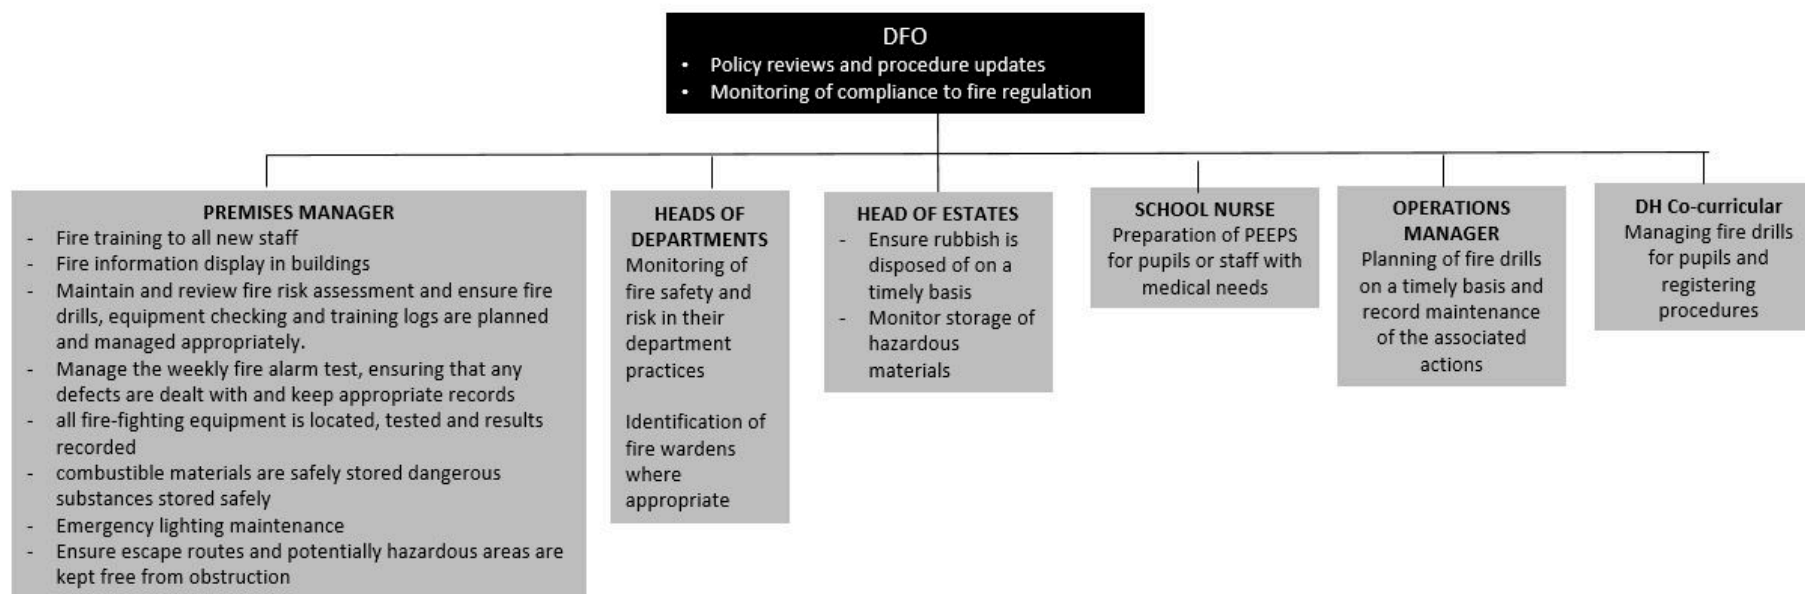 DFO
• Policy reviews and procedure updates
• Monitoring of compliance to fire regulation
PREMISES MANAGER
- Fire training to all new staff
- Fire information display in buildings
- Maintain and review fire risk assessment and ensure fire
drills, equipment checking and training logs are planned
and managed appropriately.
- Manage the weekly fire alarm test, ensuring that any
defects are dealt with and keep appropriate records
- all fire-fighting equipment is located, tested and results
recorded
- combustible materials are safely stored dangerous
substances stored safely
- Emergency lighting maintenance
- Ensure escape routes and potentially hazardous areas are
kept free from obstruction
HEADS OF
DEPARTMENTS
Monitoring of
fire safety and
risk in their
department
practices
Identification of
fire wardens
where
appropriate
HEAD OF ESTATES
- Ensure rubbish is
disposed of on a
timely basis
- Monitor storage of
hazardous
materials
SCHOOL NURSE
Preparation of PEEPS
for pupils or staff with
medical needs
OPERATIONS
MANAGER
Planning of fire drills
on a timely basis and
record maintenance
of the associated
actions
DH Co-curricular
Managing fire drills
for pupils and
registering
procedures